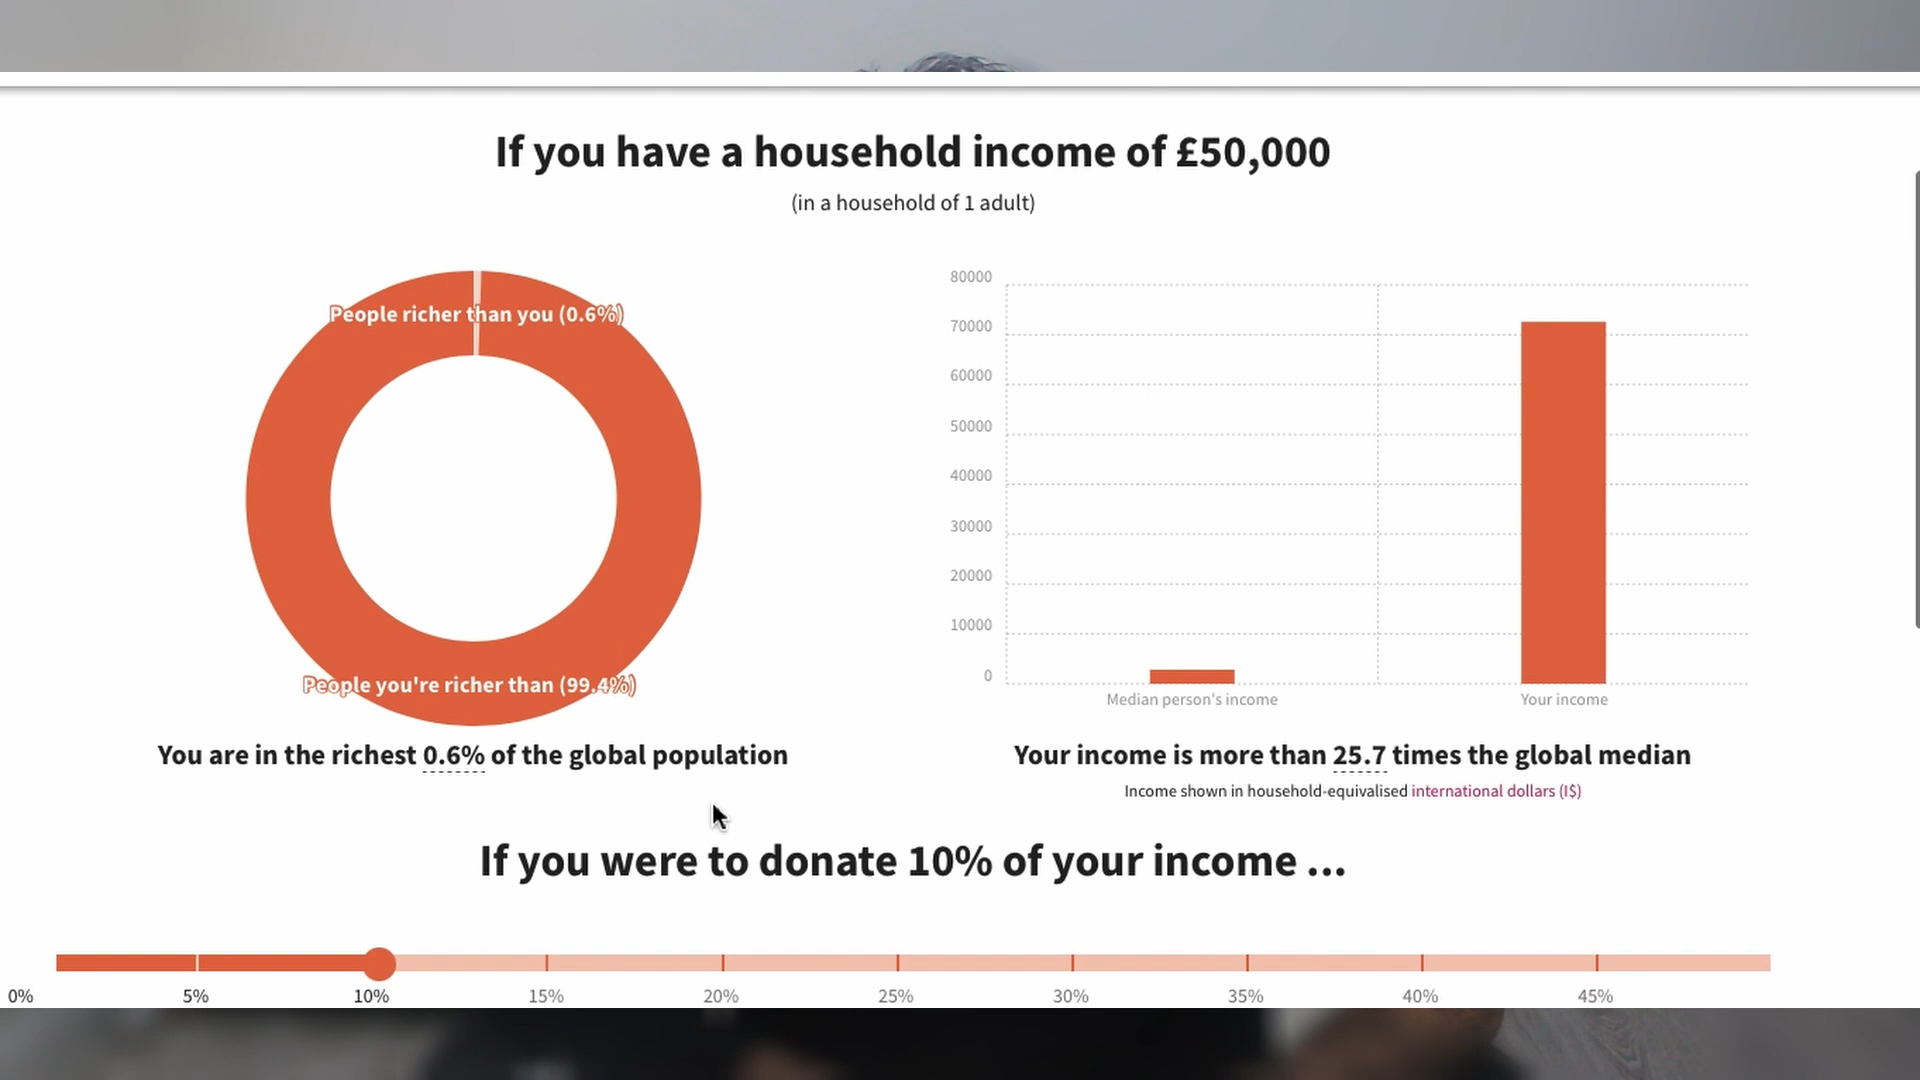 If you have a household income of £50,000
(in a household of 1 adult)
People richer than you (0.6%)
People you're richer than (99.4%)
You are in the richest 0.6% of the global population
80000
70000
60000
50000
40000
30000
20000
10000
0
Median person's income
Your income
Your income is more than 25.7 times the global median
Income shown in household-equivalised international dollars (I$)
If you were to donate 10% of your income ...
0% 5% 10% 15% 20% 25% 30% 35% 40% 45%